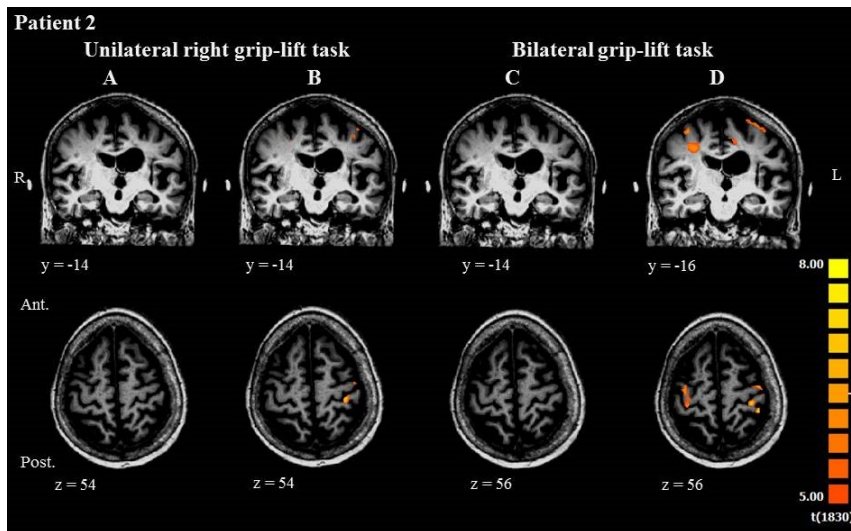 Patient 2
Unilateral right grip-lift task
Bilateral grip-lift task
A
B
C
D
R.
L
y = -14
y = -14
y = -14
y = -16
8.00
Ant.
Post.
z = 54
z = 54
z = 56
z = 56
5.00
t(1830)